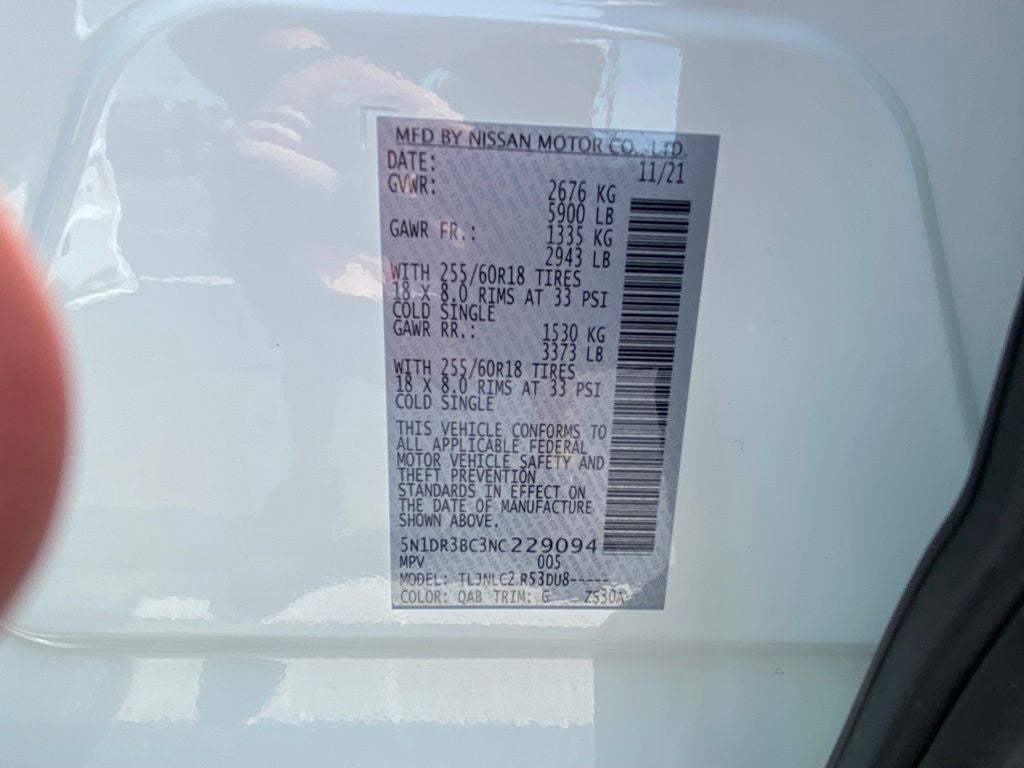 MFD BY NISSAN MOTOR CO., LTD.
DATE: 11/21
GVWR: 2676 KG
5900 LB
GAWR FR.: 1335 KG
2943 LB
WITH 255/60R18 TIRES
18 X 8.0 RIMS AT 33 PSI
COLD SINGLE
GAWR RR.: 1530 KG
3373 LB
WITH 255/60R18 TIRES
18 X 8.0 RIMS AT 33 PSI
COLD SINGLE
THIS VEHICLE CONFORMS TO
ALL APPLICABLE FEDERAL
MOTOR VEHICLE SAFETY AND
THEFT PREVENTION
STANDARDS IN EFFECT ON
THE DATE OF MANUFACTURE
SHOWN ABOVE.
5N1DR3BC3NC229094
MPV 005
MODEL: TLJNLC2 R53DU8-----
COLOR: QAB TRIM: G ZS30A